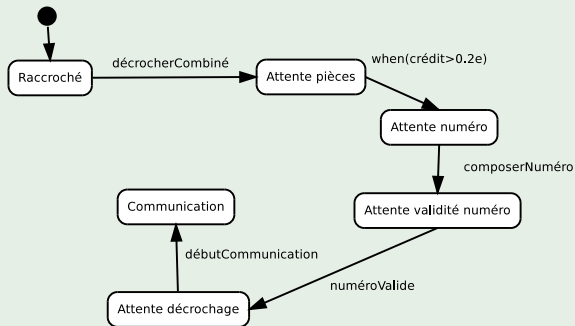 Raccroché
décrocherCombiné
Attente pièces
when(crédit>0.2e)
Attente numéro
composerNuméro
Attente validité numéro
numéroValide
Attente décrochage
débutCommunication
Communication